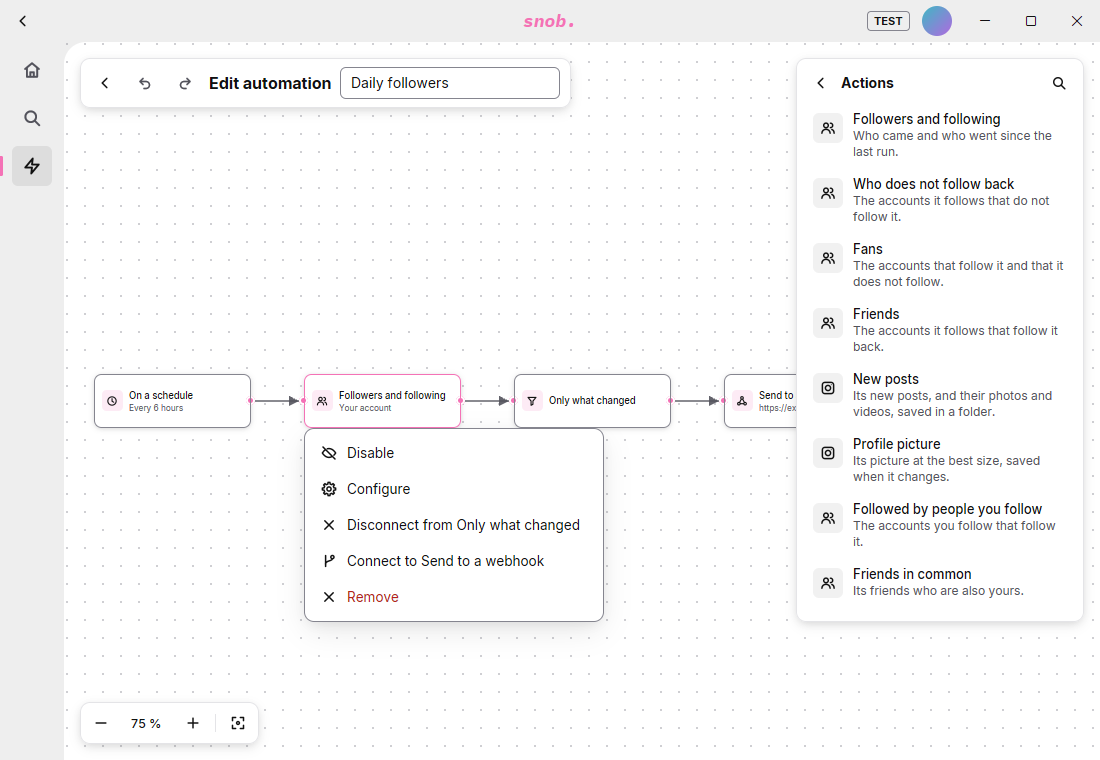 snob.
TEST
Edit automation
Daily followers
Actions
Followers and following
Who came and who went since the
last run.
Who does not follow back
The accounts it follows that do not
follow it.
Fans
The accounts that follow it and that it
does not follow.
Friends
The accounts it follows that follow it
back.
New posts
Its new posts, and their photos and
videos, saved in a folder.
Profile picture
Its picture at the best size, saved
when it changes.
Followed by people you follow
The accounts you follow that follow
it.
Friends in common
Its friends who are also yours.
On a schedule
Every 6 hours
Followers and following
Your account
Only what changed
Send to
https://ex
Disable
Configure
Disconnect from Only what changed
Connect to Send to a webhook
Remove
75 %